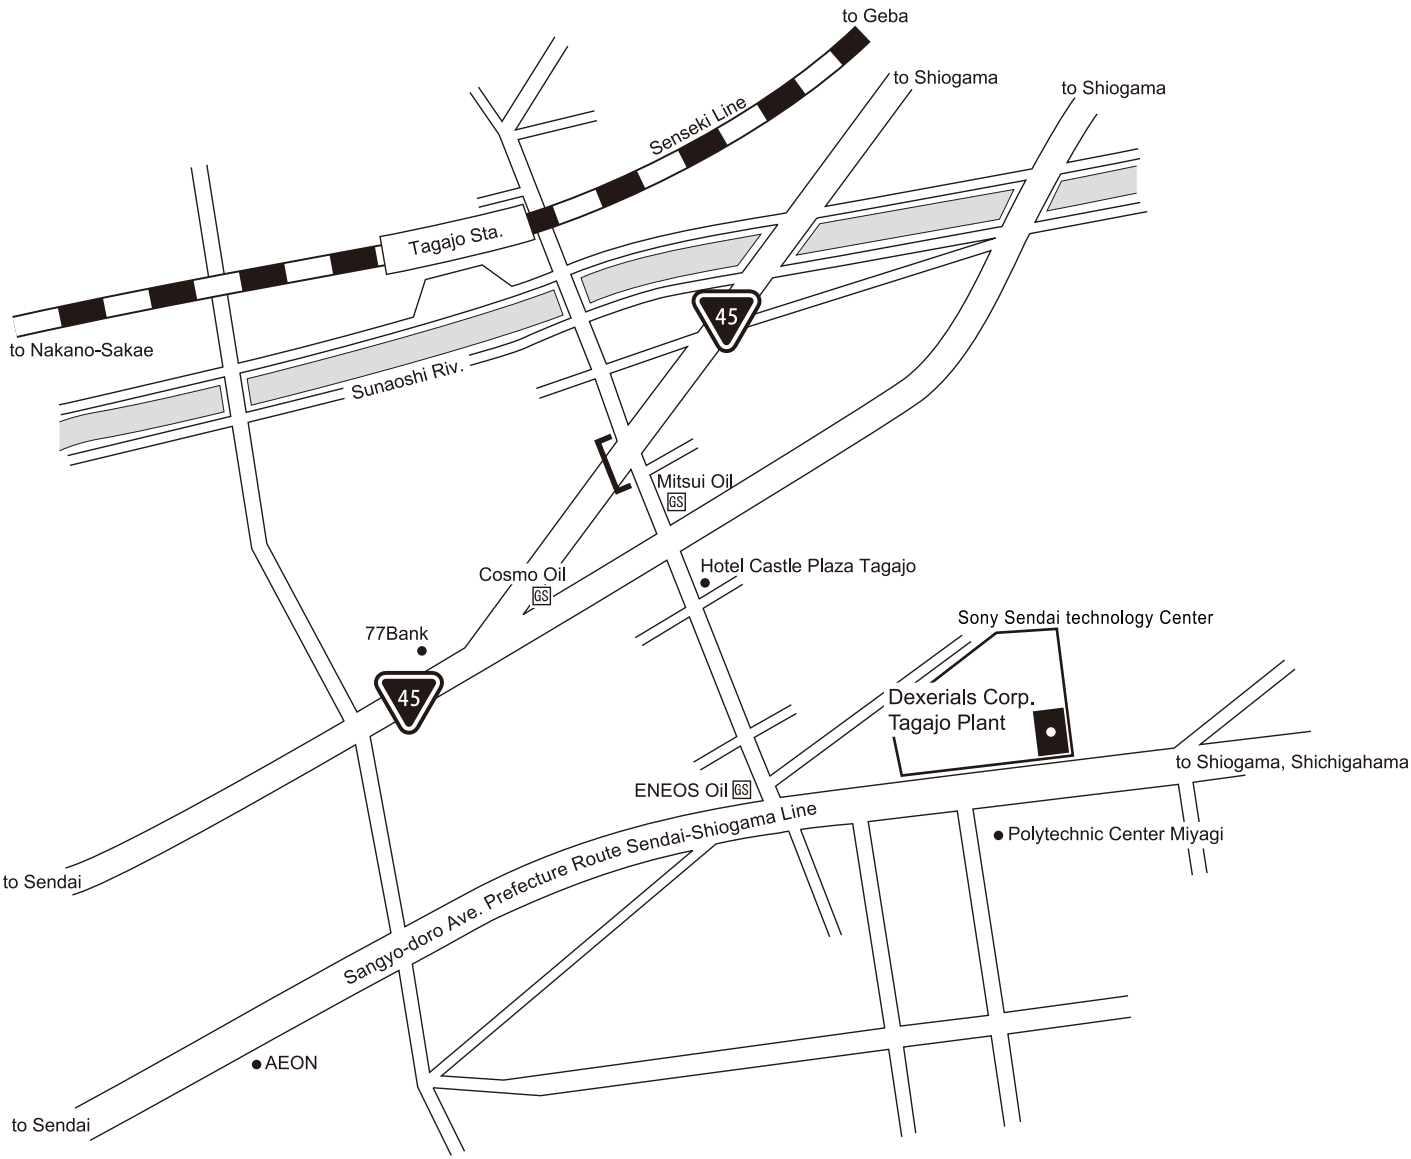 to Geba
to Shiogama
to Shiogama
Senseki Line
Tagajo Sta.
45
to Nakano-Sakae
Sunaoshi Riv.
Mitsui Oil
GS
Hotel Castle Plaza Tagajo
Cosmo Oil
GS
77Bank
Sony Sendai technology Center
45
Dexerials Corp.
Tagajo Plant
to Shiogama, Shichigahama
ENEOS Oil GS
Sangyo-doro Ave. Prefecture Route Sendai-Shiogama Line
Polytechnic Center Miyagi
to Sendai
AEON
to Sendai